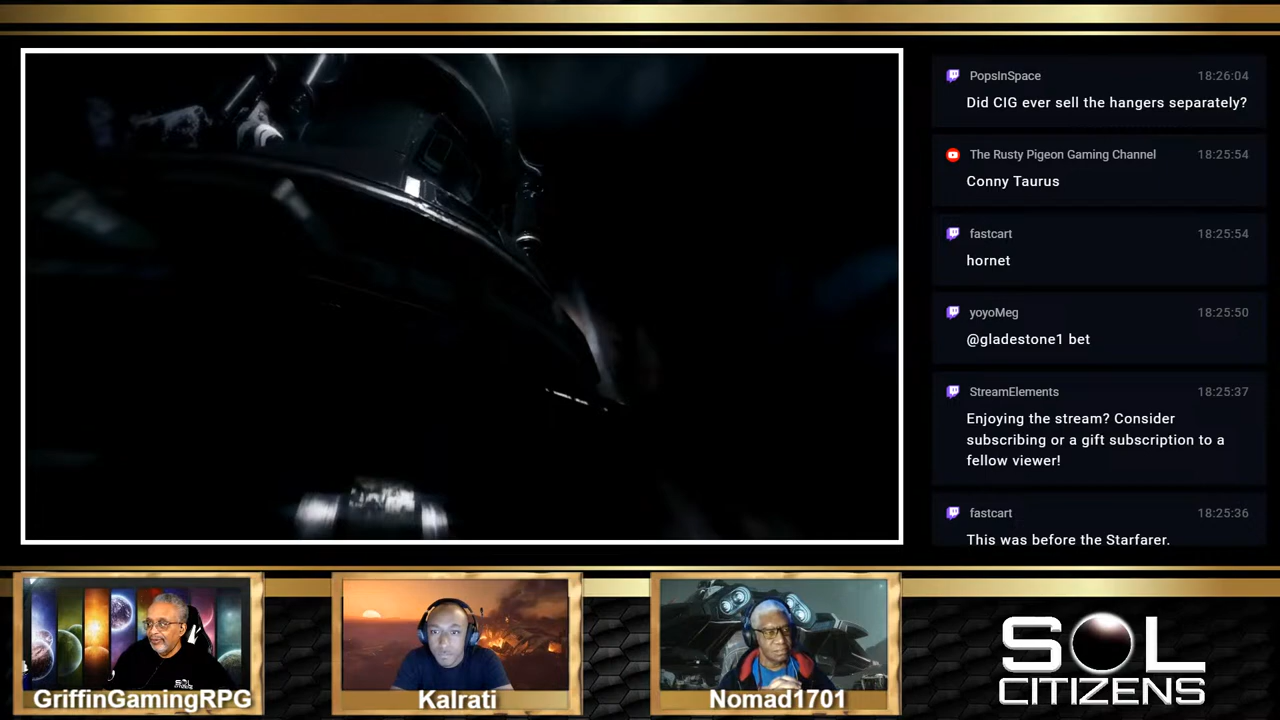 PopsInSpace 18:26:04
Did CIG ever sell the hangers separately?
The Rusty Pigeon Gaming Channel 18:25:54
Conny Taurus
fastcart 18:25:54
hornet
yoyoMeg 18:25:50
@gladestone1 bet
StreamElements 18:25:37
Enjoying the stream? Consider
subscribing or a gift subscription to a
fellow viewer!
fastcart 18:25:36
This was before the Starfarer.
GriffinGamingRPG
Kalrati
Nomad1701
SOL
CITIZENS